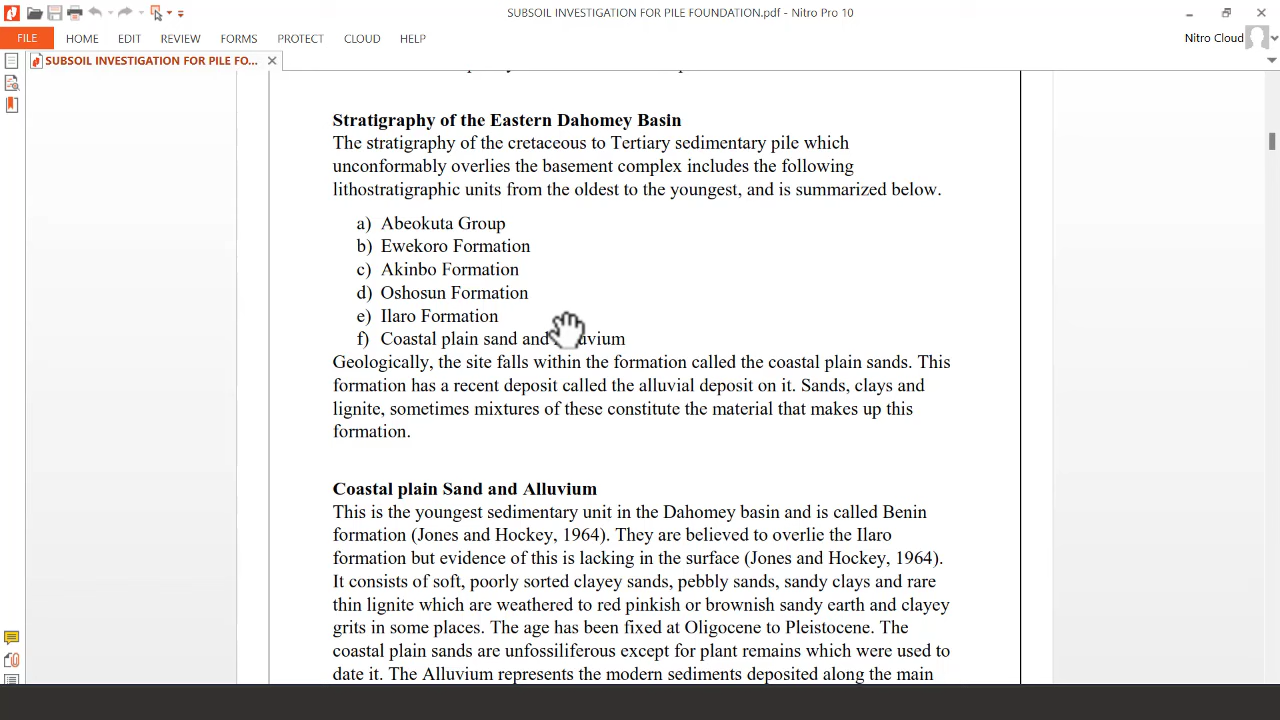 SUBSOIL INVESTIGATION FOR PILE FOUNDATION.pdf - Nitro Pro 10
FILE HOME EDIT REVIEW FORMS PROTECT CLOUD HELP Nitro Cloud
SUBSOIL INVESTIGATION FOR PILE FO...
Stratigraphy of the Eastern Dahomey Basin
The stratigraphy of the cretaceous to Tertiary sedimentary pile which
unconformably overlies the basement complex includes the following
lithostratigraphic units from the oldest to the youngest, and is summarized below.
a) Abeokuta Group
b) Ewekoro Formation
c) Akinbo Formation
d) Oshosun Formation
e) Ilaro Formation
f) Coastal plain sand and Alluvium
Geologically, the site falls within the formation called the coastal plain sands. This
formation has a recent deposit called the alluvial deposit on it. Sands, clays and
lignite, sometimes mixtures of these constitute the material that makes up this
formation.
Coastal plain Sand and Alluvium
This is the youngest sedimentary unit in the Dahomey basin and is called Benin
formation (Jones and Hockey, 1964). They are believed to overlie the Ilaro
formation but evidence of this is lacking in the surface (Jones and Hockey, 1964).
It consists of soft, poorly sorted clayey sands, pebbly sands, sandy clays and rare
thin lignite which are weathered to red pinkish or brownish sandy earth and clayey
grits in some places. The age has been fixed at Oligocene to Pleistocene. The
coastal plain sands are unfossiliferous except for plant remains which were used to
date it. The Alluvium represents the modern sediments deposited along the main